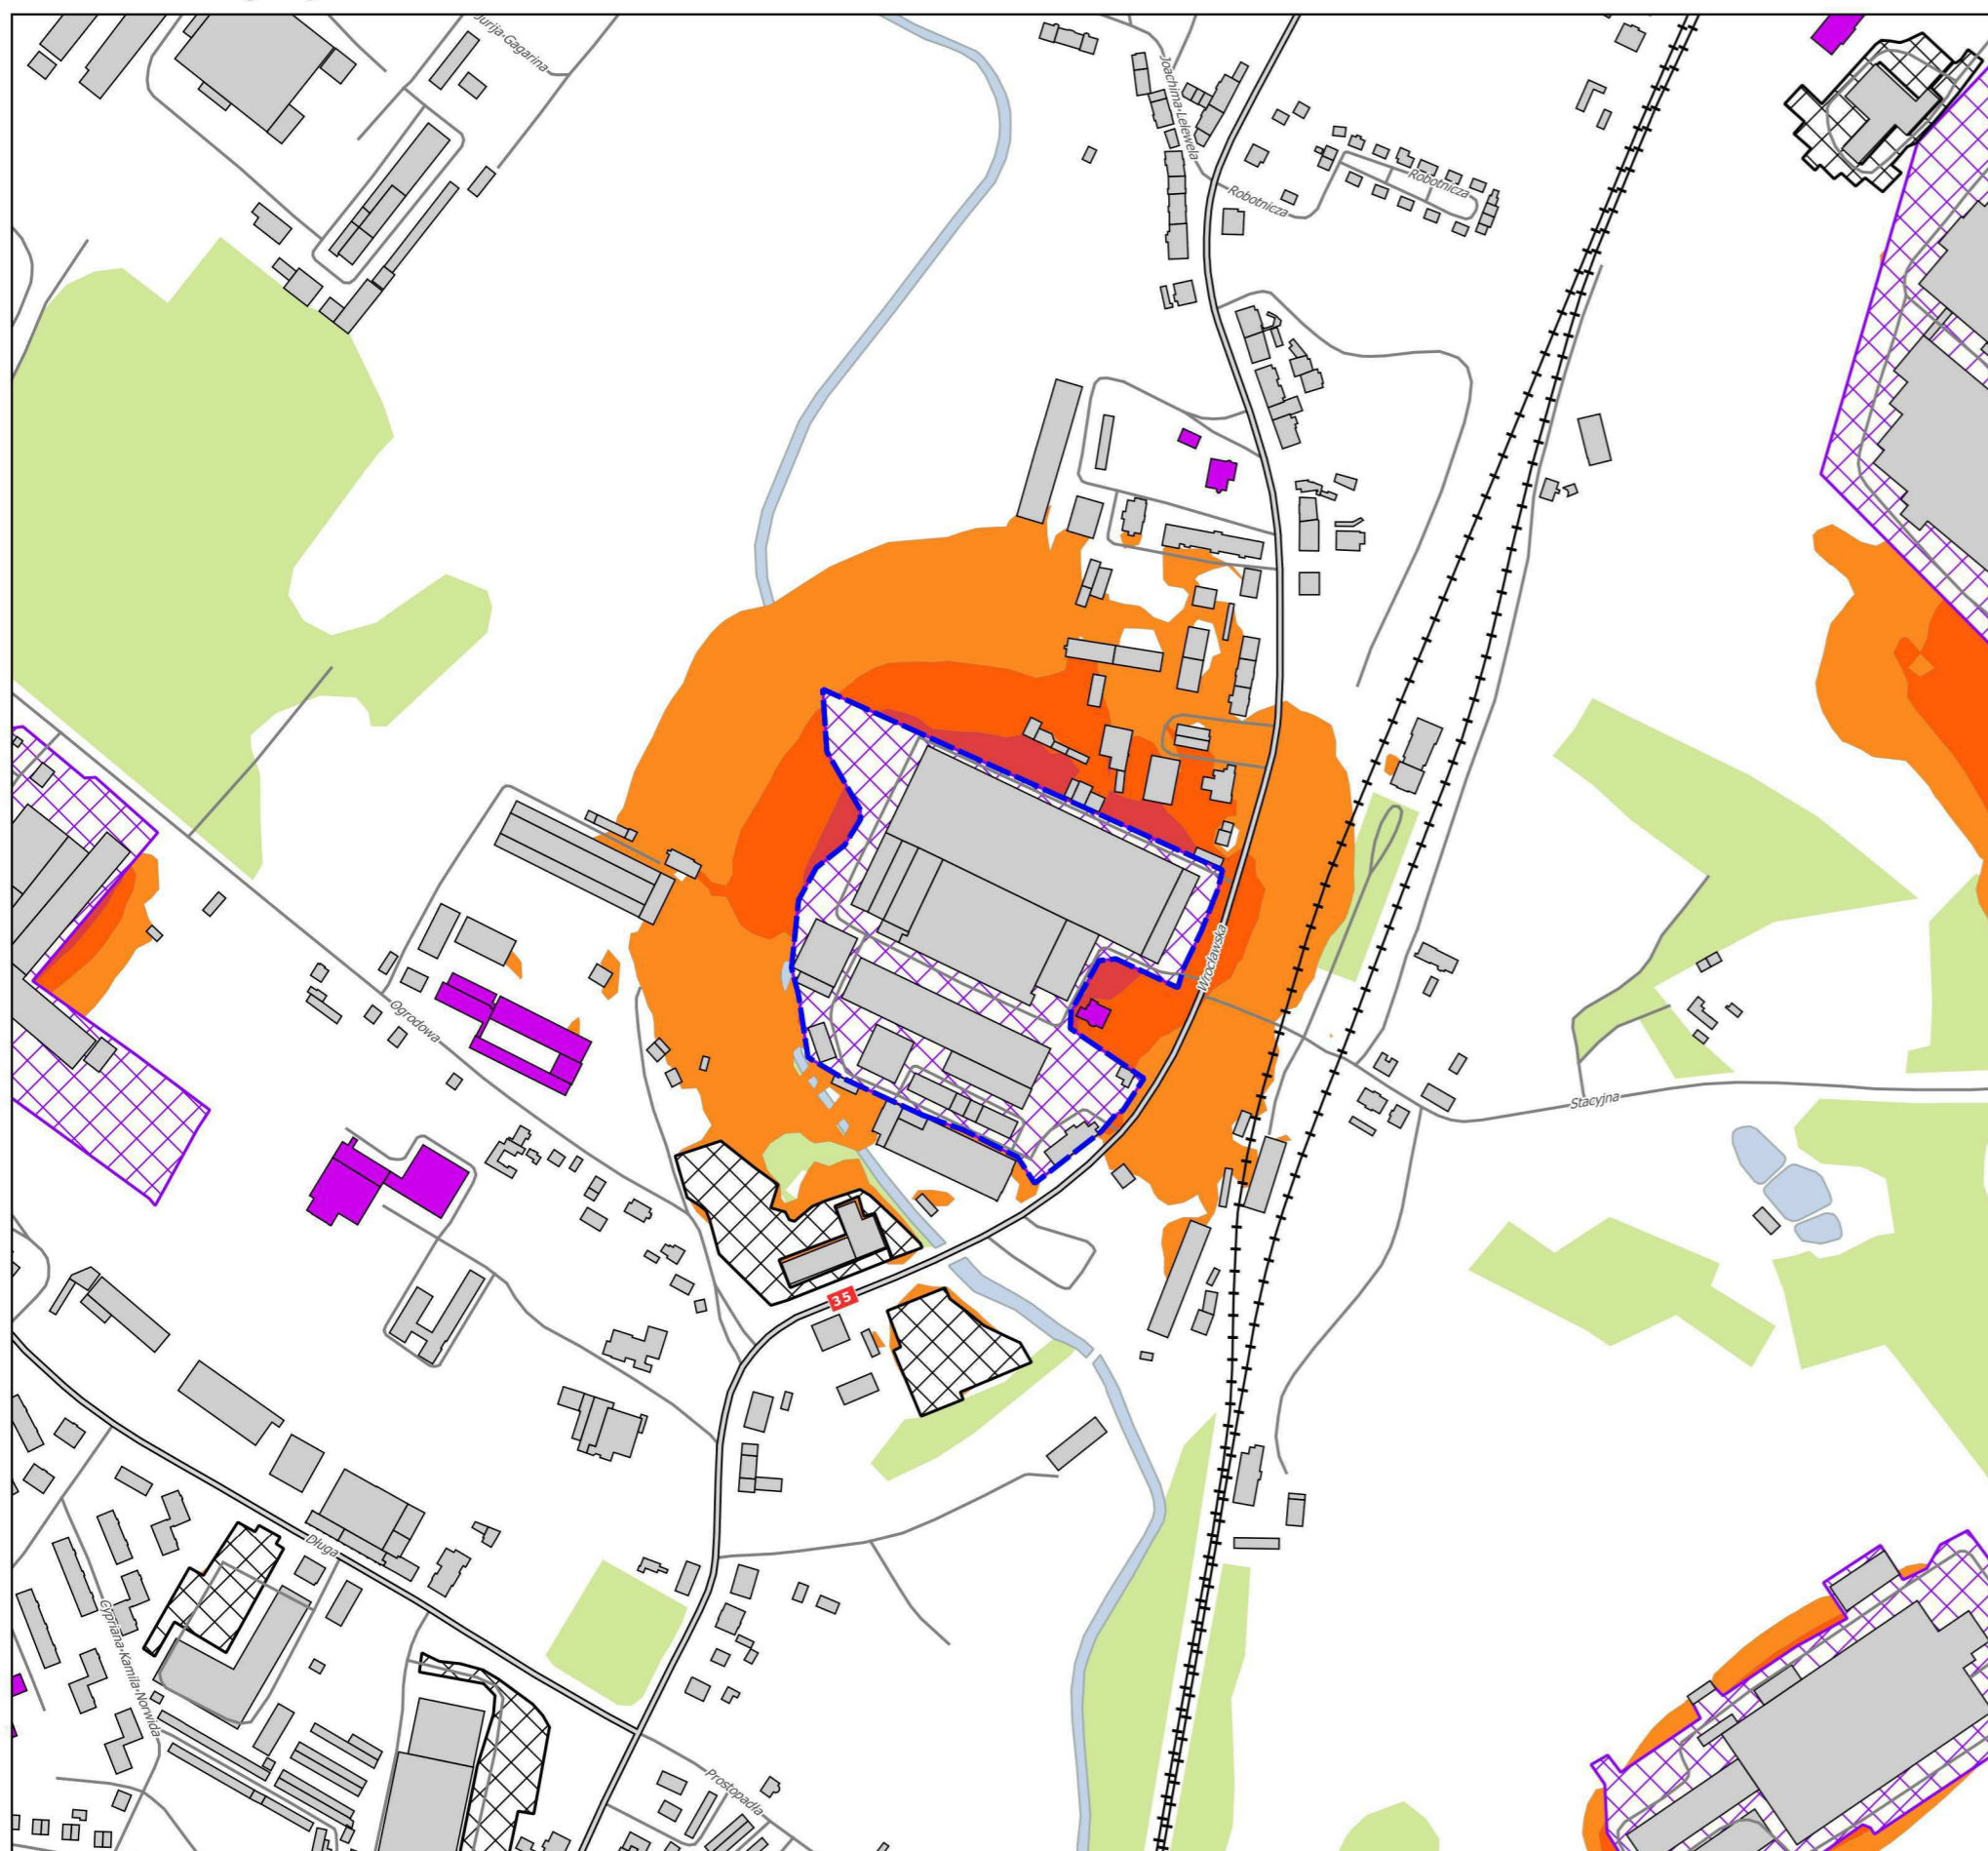 Jurija-Gagarina
Joachima-Lelewela
Robotnicza
Robotnicza
Wrocławska
Ogrodowa
Stacyjna
35
Długa
Cypriana-Kamila-Norwida
Prostopadła